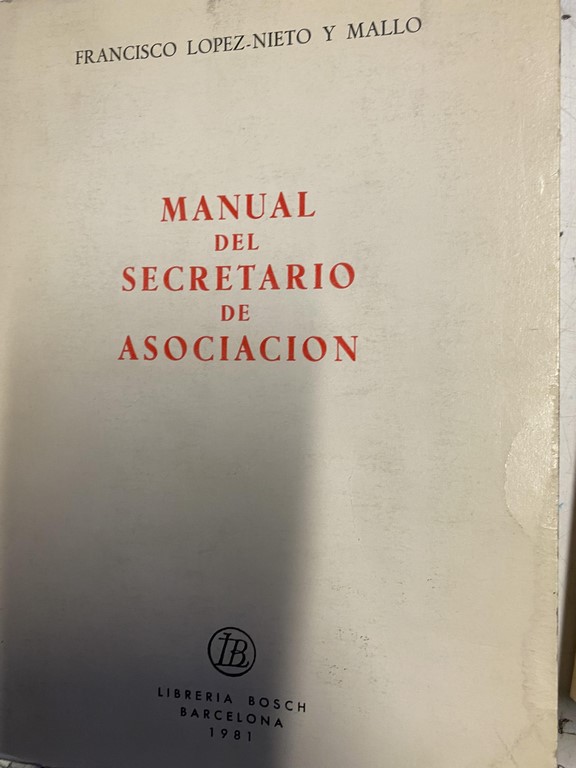 FRANCISCO LOPEZ-NIETO Y MALLO
MANUAL
DEL
SECRETARIO
DE
ASOCIACION
LB
LIBRERIA BOSCH
BARCELONA
1981